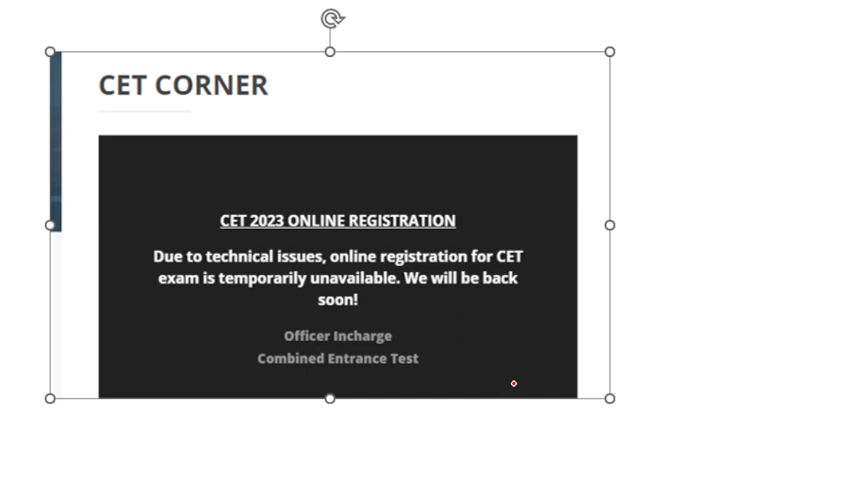 CET CORNER
CET 2023 ONLINE REGISTRATION
Due to technical issues, online registration for CET
exam is temporarily unavailable. We will be back
soon!
Officer Incharge
Combined Entrance Test